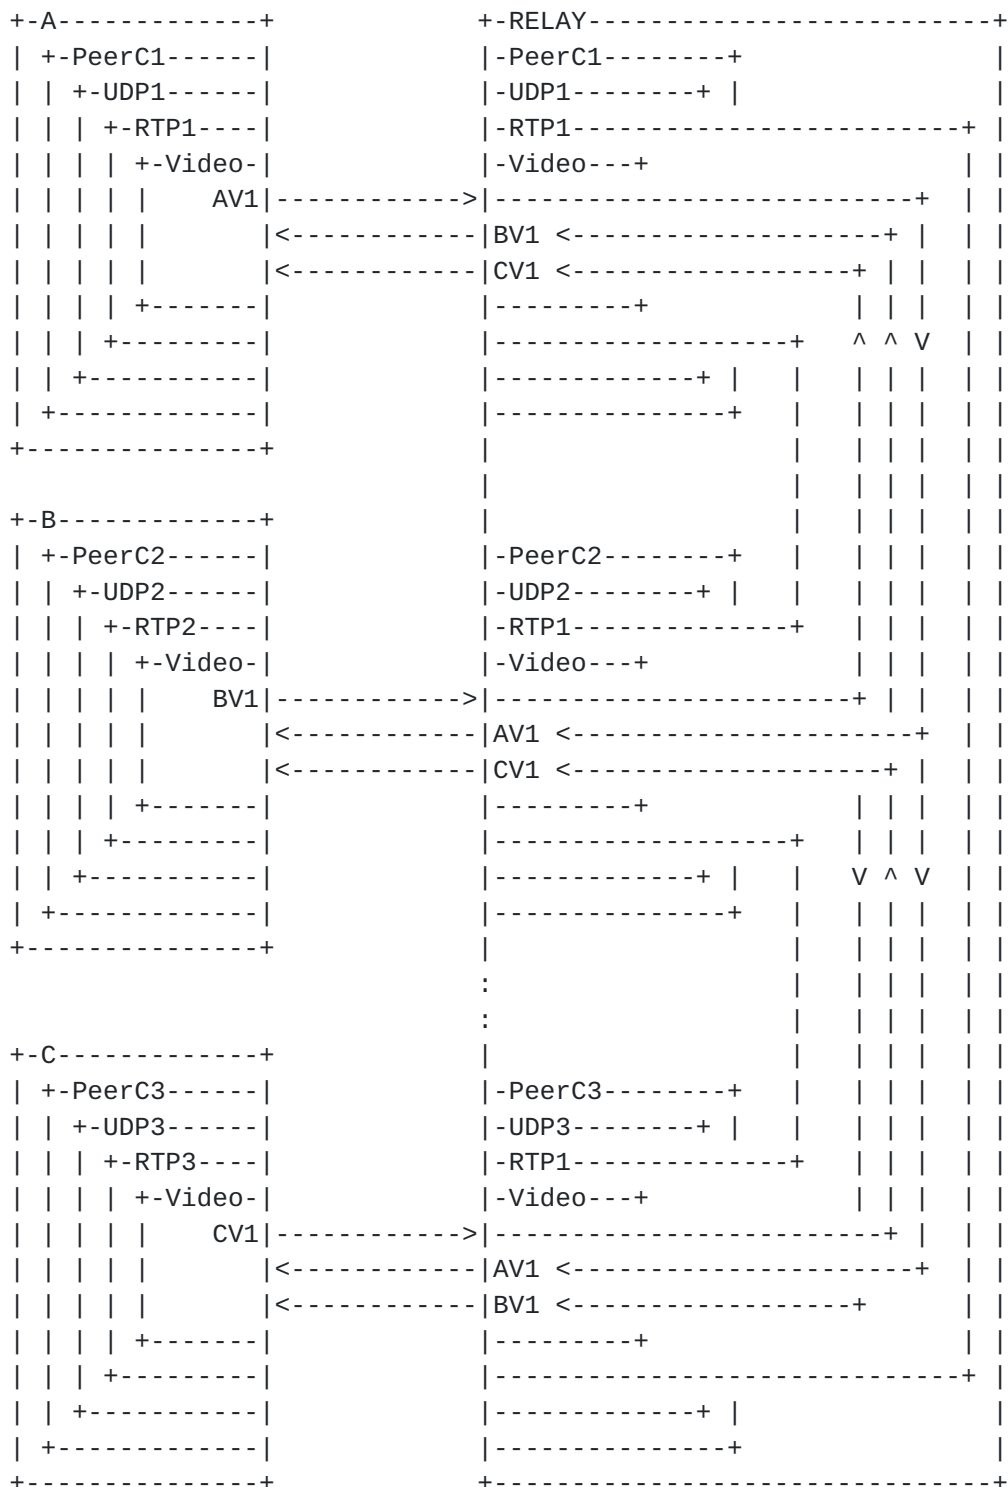 +-A---------------+             +-RELAY--------------------------+
| +-PeerC1------|             |-PeerC1--------+                |
| | +-UDP1------|             |-UDP1--------+ |                |
| | | +-RTP1----|             |-RTP1-------------------------+ |
| | | | +-Video-|             |-Video---+                    | |
| | | | |    AV1|------------>|---------------------------+  | |
| | | | |       |<------------|BV1 <--------------------+ |  | |
| | | | |       |<------------|CV1 <------------------+ | |  | |
| | | | +-------|             |---------+             | | |  | |
| | | +---------|             |-------------------+   ^ ^ V  | |
| | +-----------|             |-------------+ |   |   | | |  | |
| +-------------|             |---------------+   |   | | |  | |
+---------------+             |                   |   | | |  | |
                              |                   |   | | |  | |
+-B-------------+             |                   |   | | |  | |
| +-PeerC2------|             |-PeerC2--------+   |   | | |  | |
| | +-UDP2------|             |-UDP2--------+ |   |   | | |  | |
| | | +-RTP2----|             |-RTP1--------------+   | | |  | |
| | | | +-Video-|             |-Video---+             | | |  | |
| | | | |    BV1|------------>|-----------------------+ | |  | |
| | | | |       |<------------|AV1 <----------------------+  | |
| | | | |       |<------------|CV1 <--------------------+ |  | |
| | | | +-------|             |---------+             | | |  | |
| | | +---------|             |-------------------+   | | |  | |
| | +-----------|             |-------------+ |   |   V ^ V  | |
| +-------------|             |---------------+   |   | | |  | |
+---------------+             |                   |   | | |  | |
                              :                   |   | | |  | |
                              :                   |   | | |  | |
+-C-------------+             |                   |   | | |  | |
| +-PeerC3------|             |-PeerC3--------+   |   | | |  | |
| | +-UDP3------|             |-UDP3--------+ |   |   | | |  | |
| | | +-RTP3----|             |-RTP1--------------+   | | |  | |
| | | | +-Video-|             |-Video---+             | | |  | |
| | | | |    CV1|------------>|-------------------------+ |  | |
| | | | |       |<------------|AV1 <----------------------+  | |
| | | | |       |<------------|BV1 <------------------+      | |
| | | | +-------|             |---------+                    | |
| | | +---------|             |------------------------------+ |
| | +-----------|             |-------------+ |                |
| +-------------|             |---------------+                |
+---------------+             +--------------------------------+